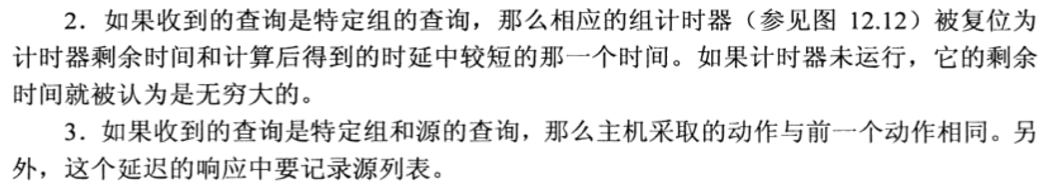 2．如果收到的查询是特定组的查询，那么相应的组计时器（参见图 12.12）被复位为
计时器剩余时间和计算后得到的时延中较短的那一个时间。如果计时器未运行，它的剩余
时间就被认为是无穷大的。
3．如果收到的查询是特定组和源的查询，那么主机采取的动作与前一个动作相同。另
外，这个延迟的响应中要记录源列表。